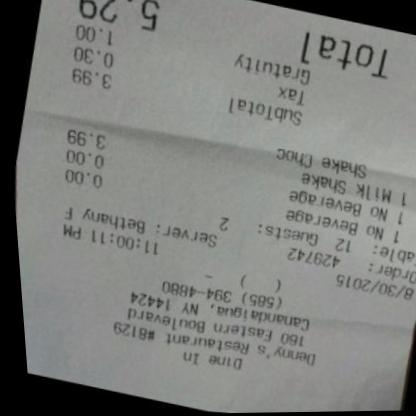 Dine In
Denny's Restaurant #8129
160 Eastern Boulevard
Canandaigua, NY 14424
(585) 394-4880
( ) -
8/30/2015 11:00:11 PM
Order: 429742 Server: Bethany F
able: 12 Guests: 2
1 No Beverage 0.00
1 No Beverage 0.00
1 Milk Shake 3.99
Shake Choc
SubTotal 3.99
Tax 0.30
Gratuity 1.00
Total 5.29